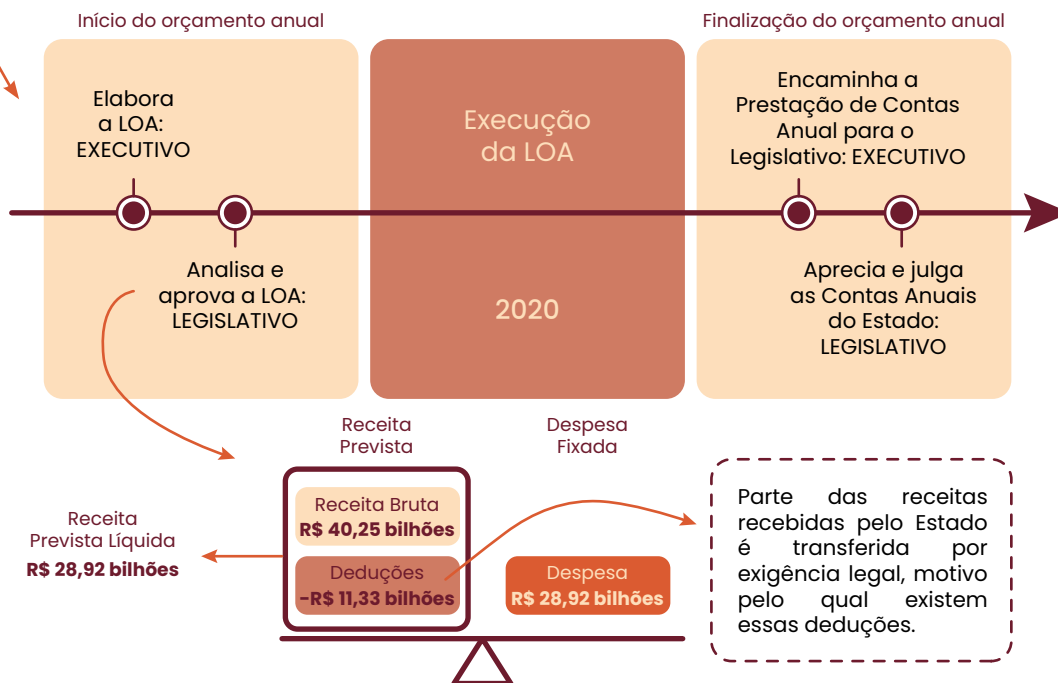 Início do orçamento anual
Finalização do orçamento anual
Elabora
a LOA:
EXECUTIVO
Analisa e
aprova a LOA:
LEGISLATIVO
Execução
da LOA
2020
Encaminha a
Prestação de Contas
Anual para o
Legislativo: EXECUTIVO
Aprecia e julga
as Contas Anuais
do Estado:
LEGISLATIVO
Receita
Prevista
Despesa
Fixada
Receita
Prevista Líquida
R$ 28,92 bilhões
Receita Bruta
R$ 40,25 bilhões
Deduções
-R$ 11,33 bilhões
Despesa
R$ 28,92 bilhões
Parte das receitas
recebidas pelo Estado
é transferida por
exigência legal, motivo
pelo qual existem
essas deduções.